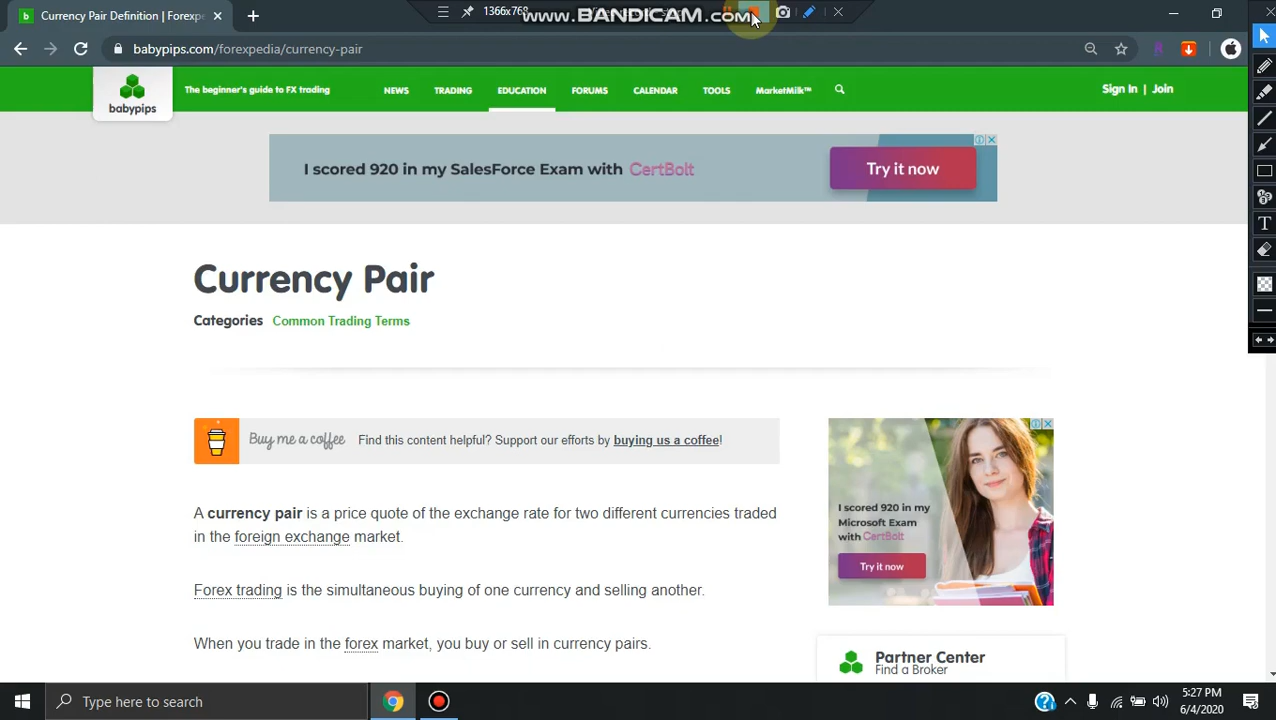 Currency Pair Definition | Forexpe
1366x768
www.BANDICAM.com
babypips.com/forexpedia/currency-pair
babypips
The beginner's guide to FX trading
NEWS
TRADING
EDUCATION
FORUMS
CALENDAR
TOOLS
MarketMilk™
Sign In | Join
I scored 920 in my SalesForce Exam with CertBolt
Try it now
Currency Pair
Categories Common Trading Terms
Buy me a coffee
Find this content helpful? Support our efforts by buying us a coffee!
A currency pair is a price quote of the exchange rate for two different currencies traded
in the foreign exchange market.
Forex trading is the simultaneous buying of one currency and selling another.
When you trade in the forex market, you buy or sell in currency pairs.
I scored 920 in my
Microsoft Exam
with CertBolt
Try it now
Partner Center
Find a Broker
Type here to search
5:27 PM
6/4/2020